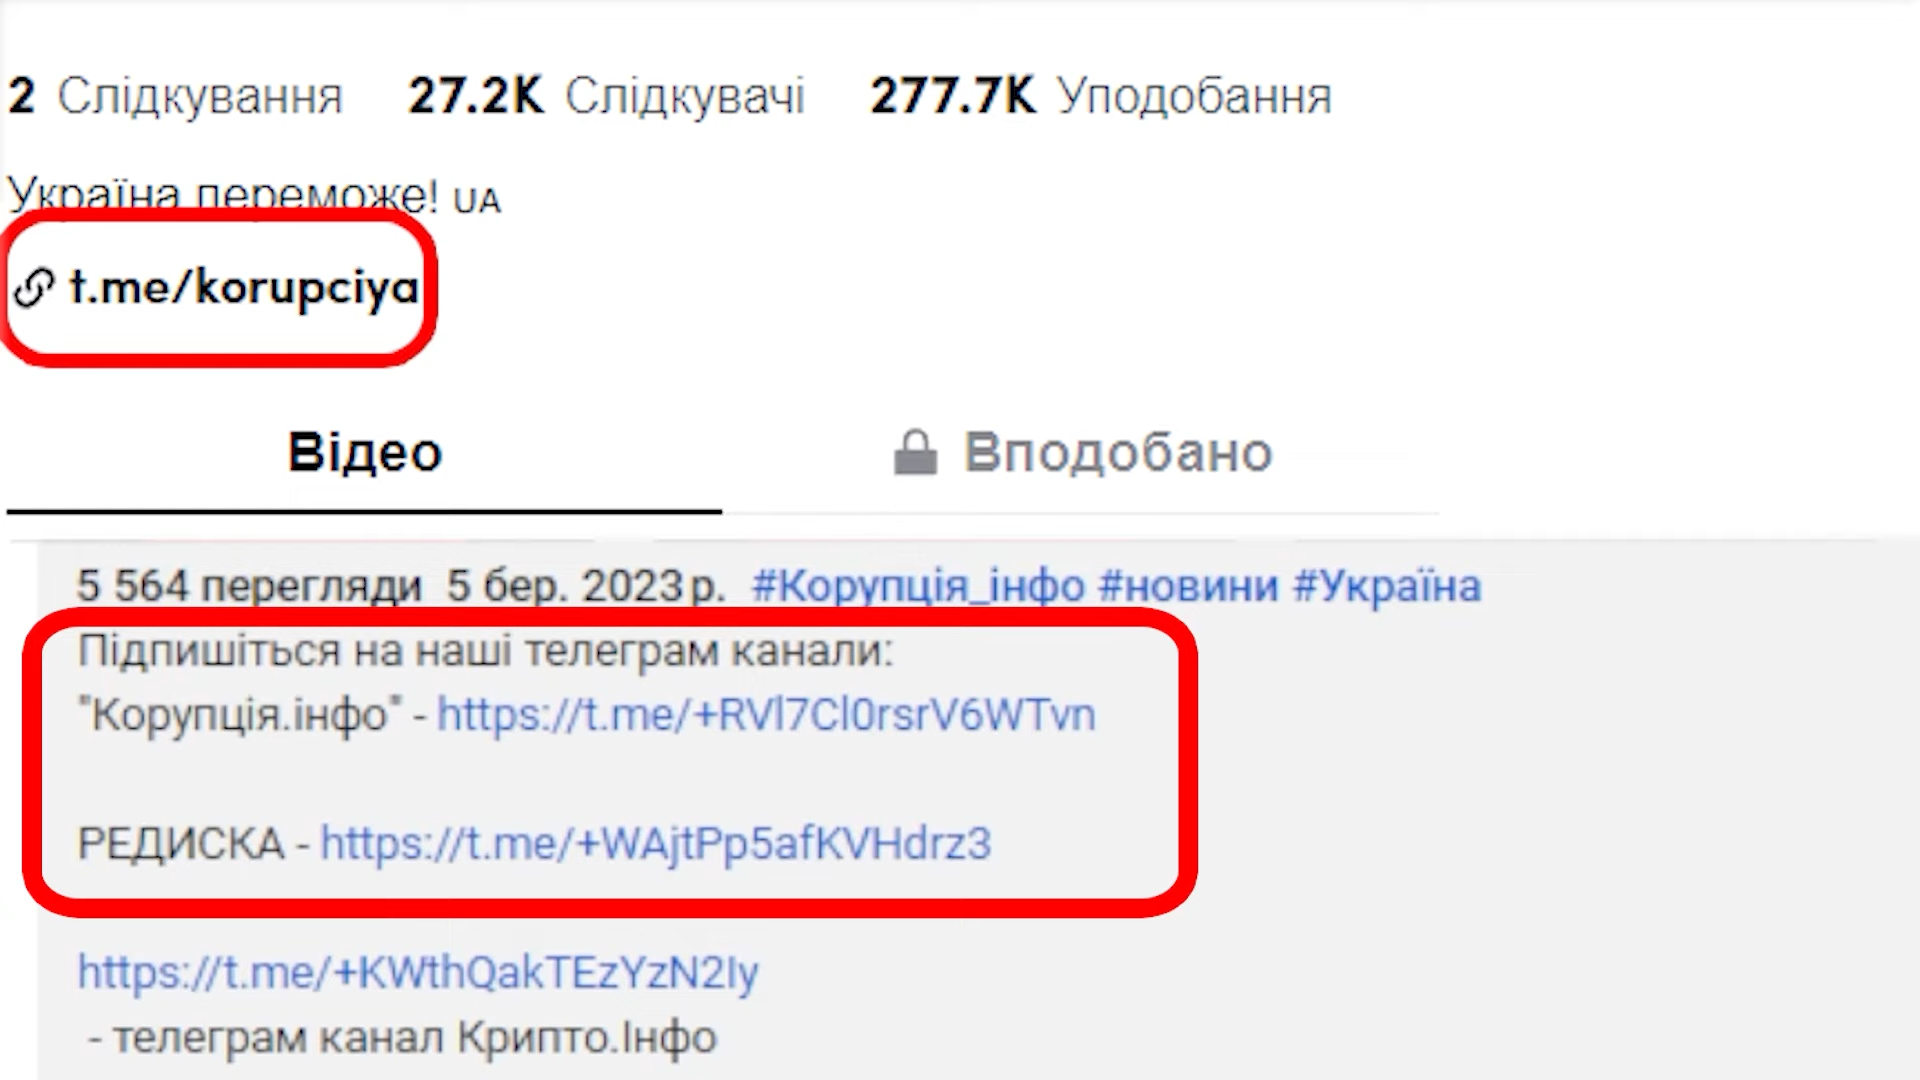 2 Слідкування 27.2K Слідкувачі 277.7K Уподобання
Україна переможе! UA
t.me/korupciya
Відео Вподобано
5 564 перегляди 5 бер. 2023 р. #Корупція_інфо #новини #Україна
Підпишіться на наші телеграм канали:
"Корупція.інфо" - https://t.me/+RVl7Cl0rsrV6WTvn
РЕДИСКА - https://t.me/+WAjtPp5afKVHdrz3
https://t.me/+KWthQakTEzYzN2Iy
- телеграм канал Крипто.Інфо